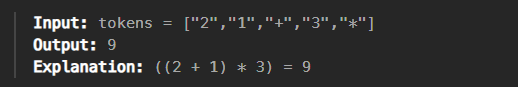 Input: tokens = ["2","1","+","3","*"]
Output: 9
Explanation: ((2 + 1) * 3) = 9